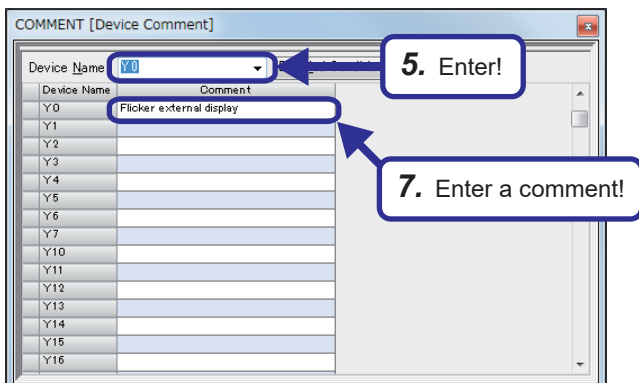 COMMENT [Device Comment]
Device Name Y0
5. Enter!
Device Name Comment
Y0 Flicker external display
Y1
Y2
Y3
Y4
7. Enter a comment!
Y5
Y6
Y7
Y10
Y11
Y12
Y13
Y14
Y15
Y16